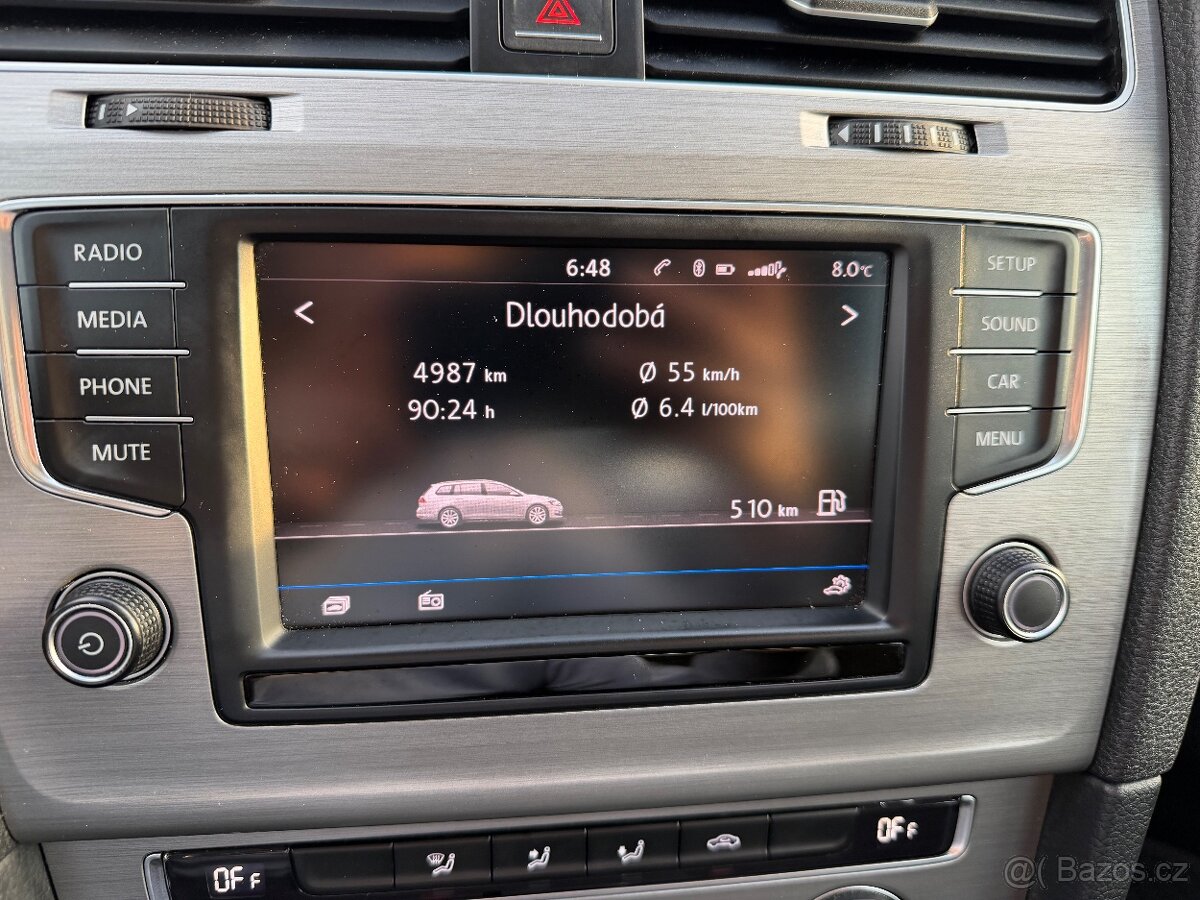 RADIO
MEDIA
PHONE
MUTE
6:48
8.0°C
< Dlouhodobá >
4987 km Ø 55 km/h
90:24 h Ø 6.4 l/100km
510 km
SETUP
SOUND
CAR
MENU
OFF
OFF
@( Bazos.cz